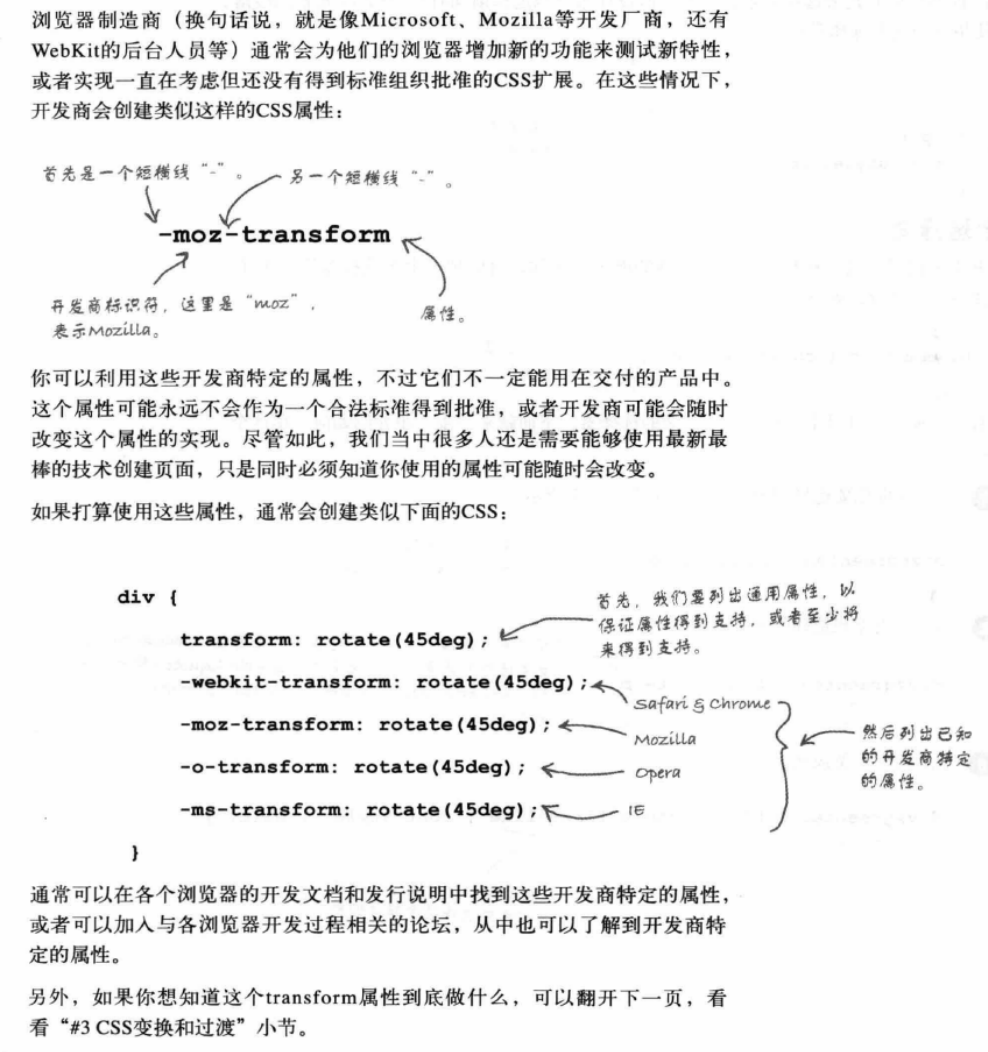 浏览器制造商（换句话说，就是像Microsoft、Mozilla等开发厂商，还有
WebKit的后台人员等）通常会为他们的浏览器增加新的功能来测试新特性，
或者实现一直在考虑但还没有得到标准组织批准的CSS扩展。在这些情况下，
开发商会创建类似这样的CSS属性：
首先是一个短横线“-”。
另一个短横线“-”。
-moz-transform
开发商标识符，这里是“moz”，
表示Mozilla。
属性。
你可以利用这些开发商特定的属性，不过它们不一定能用在交付的产品中。
这个属性可能永远不会作为一个合法标准得到批准，或者开发商可能会随时
改变这个属性的实现。尽管如此，我们当中很多人还是需要能够使用最新最
棒的技术创建页面，只是同时必须知道你使用的属性可能随时会改变。
如果打算使用这些属性，通常会创建类似下面的CSS：
div {
transform: rotate(45deg);
首先，我们要列出通用属性，以
保证属性得到支持，或者至少将
来得到支持。
-webkit-transform: rotate(45deg);
Safari & Chrome
-moz-transform: rotate(45deg);
Mozilla
-o-transform: rotate(45deg);
Opera
-ms-transform: rotate(45deg);
IE
然后列出已知
的开发商特定
的属性。
}
通常可以在各个浏览器的开发文档和发行说明中找到这些开发商特定的属性，
或者可以加入与各浏览器开发过程相关的论坛，从中也可以了解到开发商特
定的属性。
另外，如果你想知道这个transform属性到底做什么，可以翻开下一页，看
看“#3 CSS变换和过渡”小节。